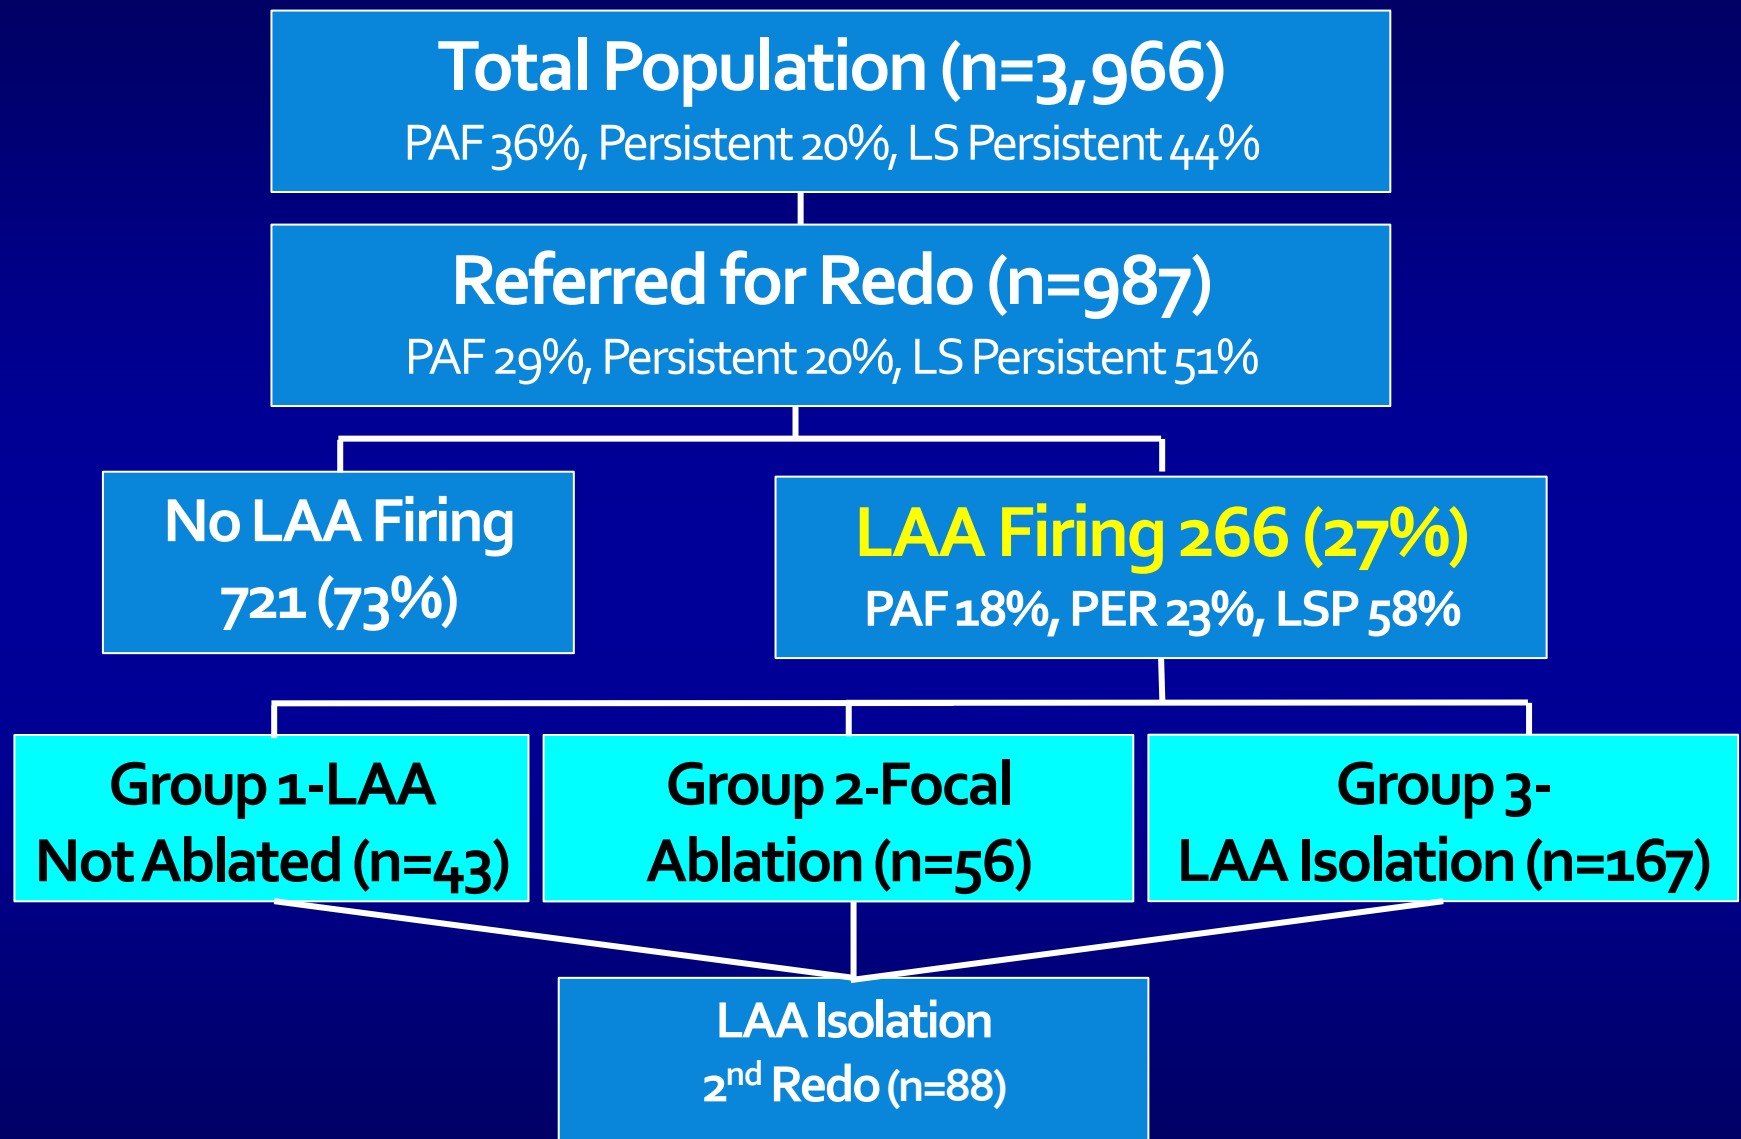 Total Population (n=3,966)
PAF 36%, Persistent 20%, LS Persistent 44%
Referred for Redo (n=987)
PAF 29%, Persistent 20%, LS Persistent 51%
No LAA Firing
721 (73%)
LAA Firing 266 (27%)
PAF 18%, PER 23%, LSP 58%
Group 1-LAA
Not Ablated (n=43)
Group 2-Focal
Ablation (n=56)
Group 3-
LAA Isolation (n=167)
LAA Isolation
2nd Redo (n=88)